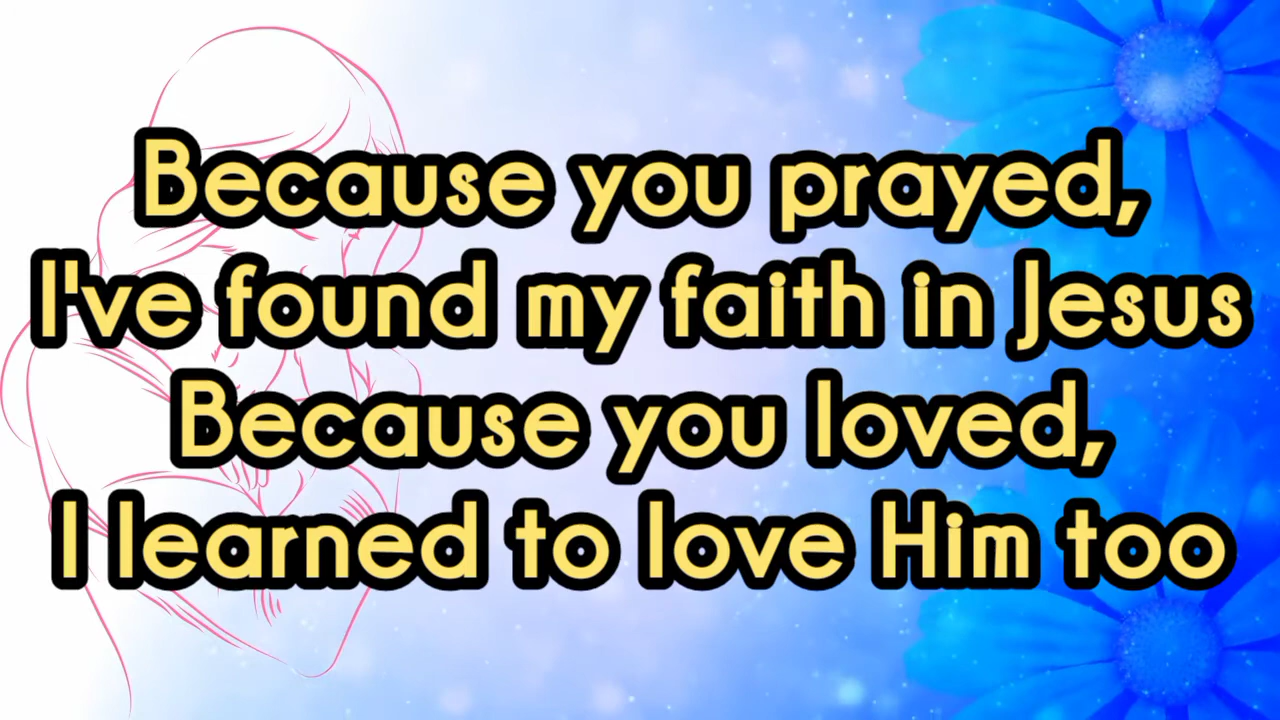 Because you prayed,
I've found my faith in Jesus
Because you loved,
I learned to love Him too